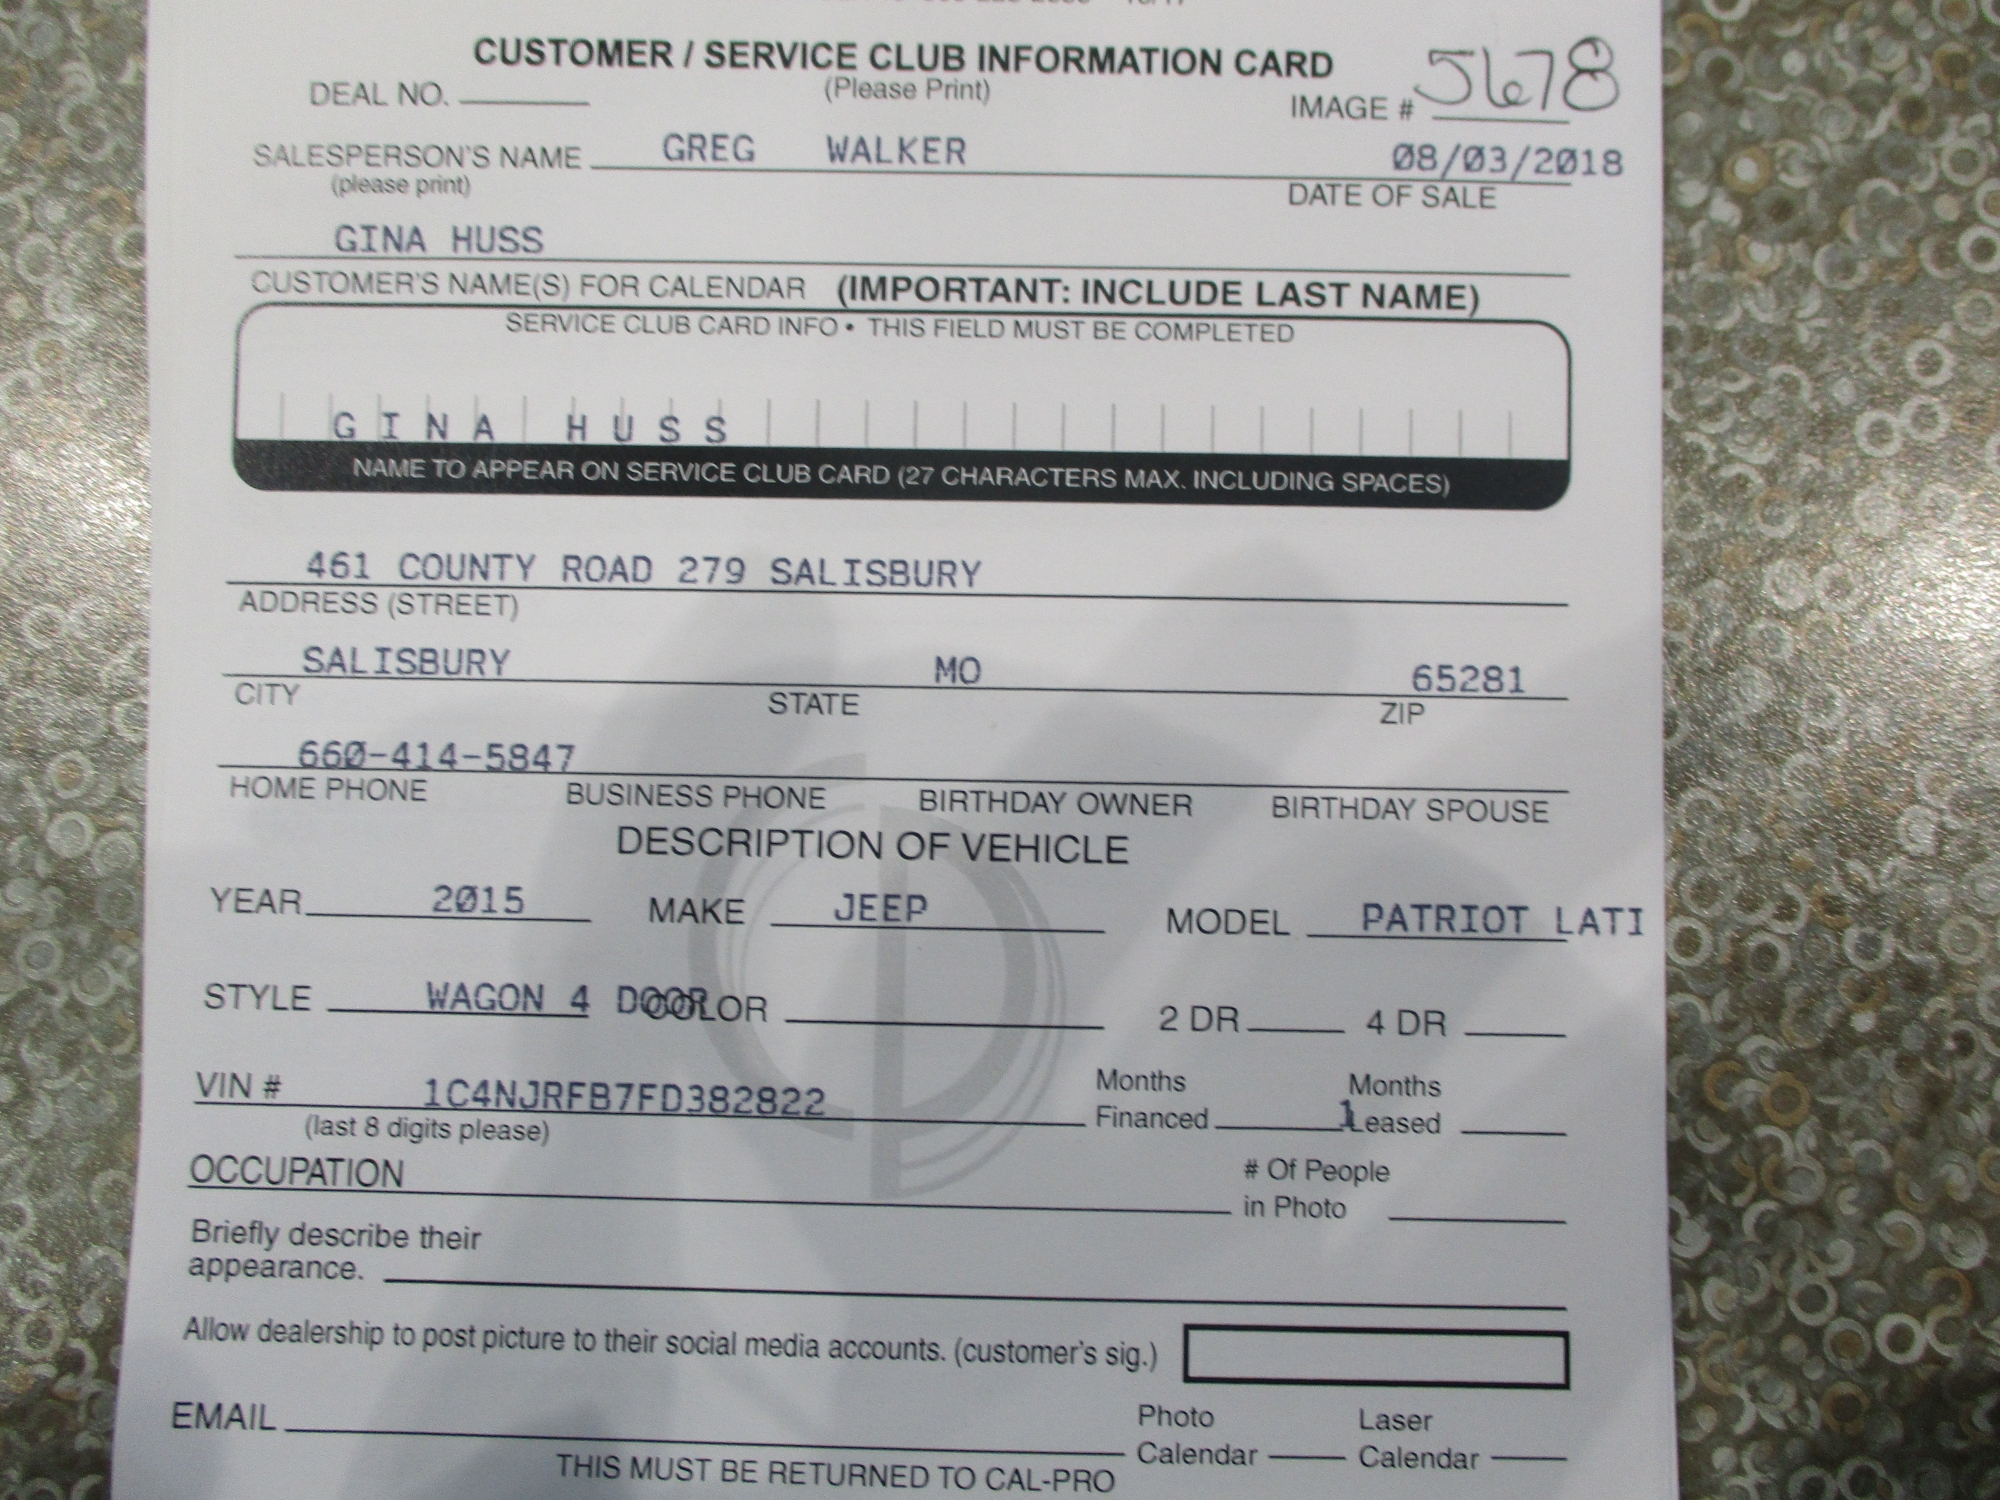 CUSTOMER / SERVICE CLUB INFORMATION CARD
DEAL NO. (Please Print) IMAGE # 5678
SALESPERSON'S NAME GREG WALKER 08/03/2018
(please print) DATE OF SALE
GINA HUSS
CUSTOMER'S NAME(S) FOR CALENDAR (IMPORTANT: INCLUDE LAST NAME)
SERVICE CLUB CARD INFO • THIS FIELD MUST BE COMPLETED
GINA HUSS
NAME TO APPEAR ON SERVICE CLUB CARD (27 CHARACTERS MAX. INCLUDING SPACES)
461 COUNTY ROAD 279 SALISBURY
ADDRESS (STREET)
SALISBURY MO 65281
CITY STATE ZIP
660-414-5847
HOME PHONE BUSINESS PHONE BIRTHDAY OWNER BIRTHDAY SPOUSE
DESCRIPTION OF VEHICLE
YEAR 2015 MAKE JEEP MODEL PATRIOT LATI
STYLE WAGON 4 DOOR COLOR 2 DR 4 DR
VIN # 1C4NJRFB7FD382822 Months Financed 1 Months Leased
(last 8 digits please)
OCCUPATION # Of People in Photo
Briefly describe their
appearance.
Allow dealership to post picture to their social media accounts. (customer's sig.)
EMAIL Photo Calendar Laser Calendar
THIS MUST BE RETURNED TO CAL-PRO